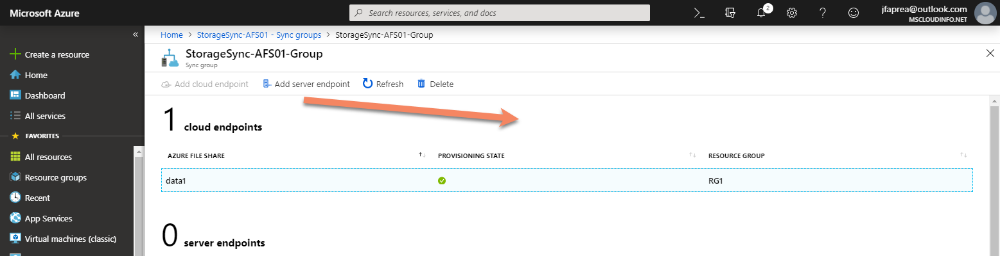 Microsoft Azure
Search resources, services, and docs
2
jfaprea@outlook.com
MSCLOUDINFO.NET
Create a resource
Home
Dashboard
All services
FAVORITES
All resources
Resource groups
Recent
App Services
Virtual machines (classic)
Home > StorageSync-AFS01 - Sync groups > StorageSync-AFS01-Group
StorageSync-AFS01-Group
Sync group
Add cloud endpoint Add server endpoint Refresh Delete
1 cloud endpoints
AZURE FILE SHARE PROVISIONING STATE RESOURCE GROUP
data1 RG1
0 server endpoints